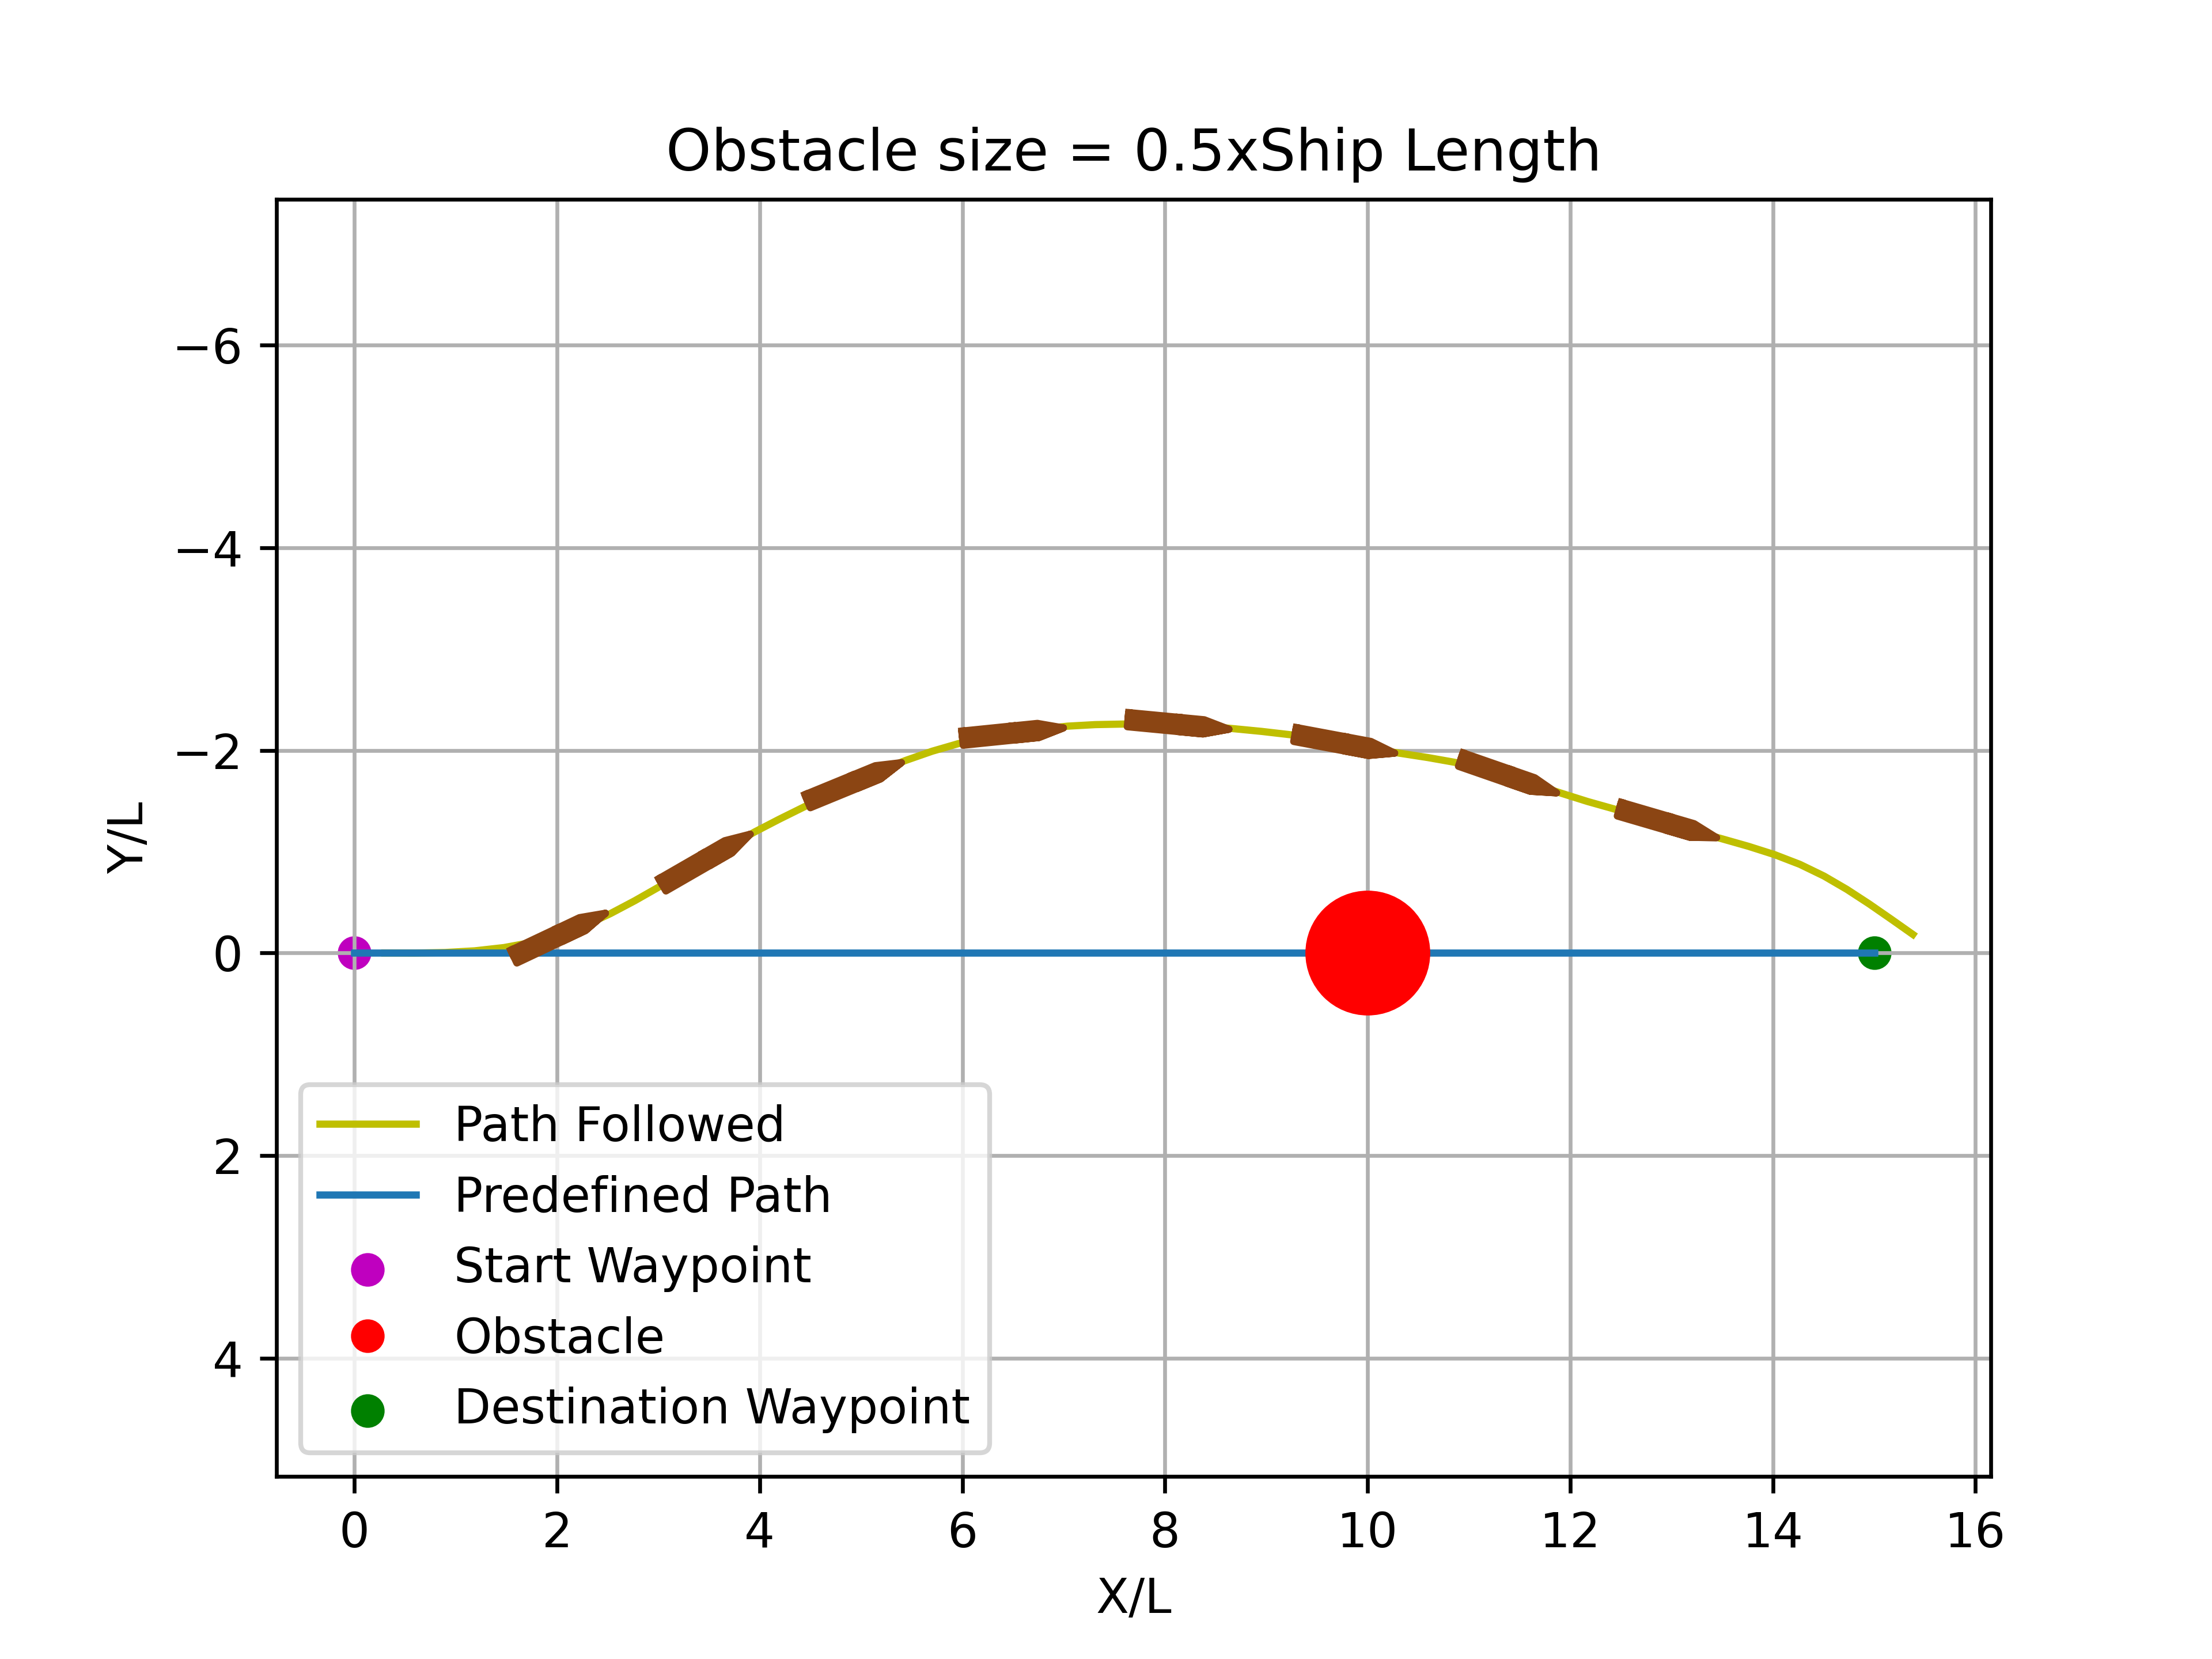 Obstacle size = 0.5xShip Length
−6
−4
−2
0
2
4
Y/L
Path Followed
Predefined Path
Start Waypoint
Obstacle
Destination Waypoint
0 2 4 6 8 10 12 14 16
X/L